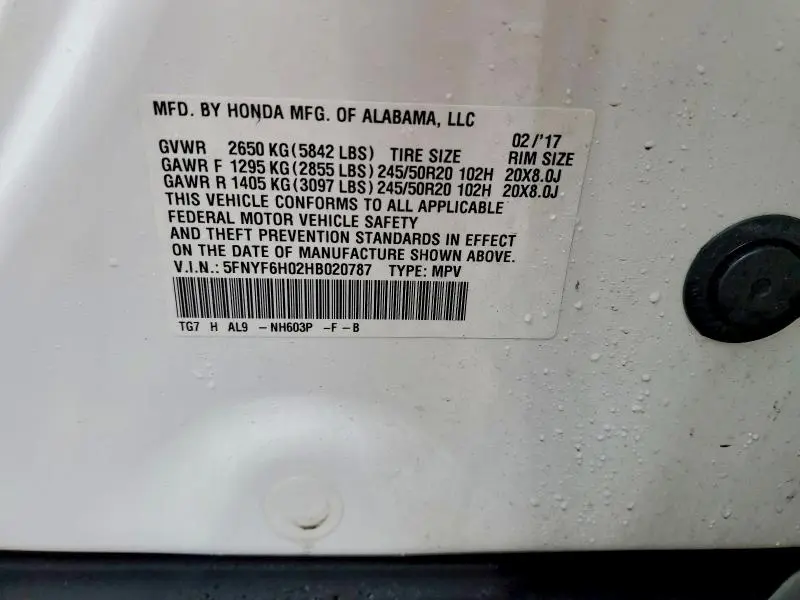 MFD. BY HONDA MFG. OF ALABAMA, LLC
02/'17
GVWR 2650 KG(5842 LBS) TIRE SIZE RIM SIZE
GAWR F 1295 KG(2855 LBS)245/50R20 102H 20X8.0J
GAWR R 1405 KG(3097 LBS)245/50R20 102H 20X8.0J
THIS VEHICLE CONFORMS TO ALL APPLICABLE
FEDERAL MOTOR VEHICLE SAFETY
AND THEFT PREVENTION STANDARDS IN EFFECT
ON THE DATE OF MANUFACTURE SHOWN ABOVE.
V.I.N.: 5FNYF6H02HB020787 TYPE: MPV
TG7 H AL9 -NH603P -F-B